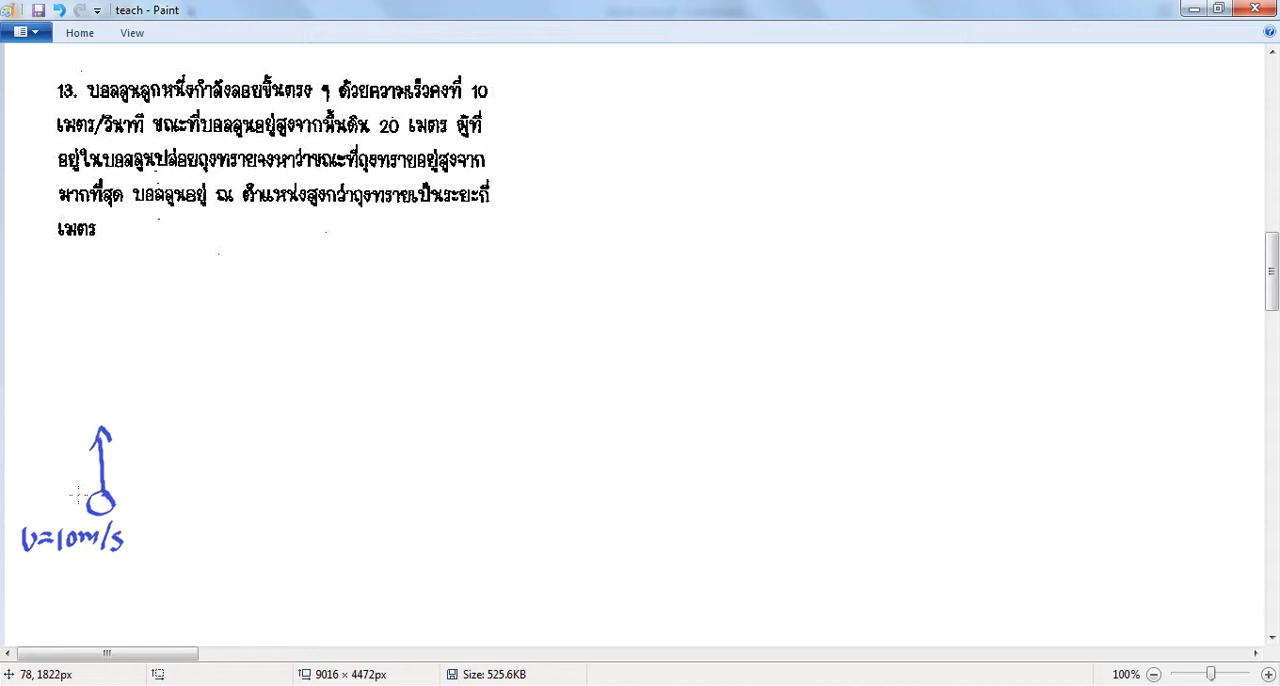 teach - Paint
Home View
13. บอลลูนลูกหนึ่งกำลังลอยขึ้นตรง ๆ ด้วยความเร็วคงที่ 10
เมตร/วินาที ขณะที่บอลลูนอยู่สูงจากพื้นดิน 20 เมตร ผู้ที่
อยู่ในบอลลูนปล่อยถุงทรายจงหาว่าขณะที่ถุงทรายอยู่สูงจาก
มากที่สุด บอลลูนอยู่ ณ ตำแหน่งสูงกว่าถุงทรายเป็นระยะกี่
เมตร
v=10m/s
78, 1822px 9016 × 4472px Size: 525.6KB 100%